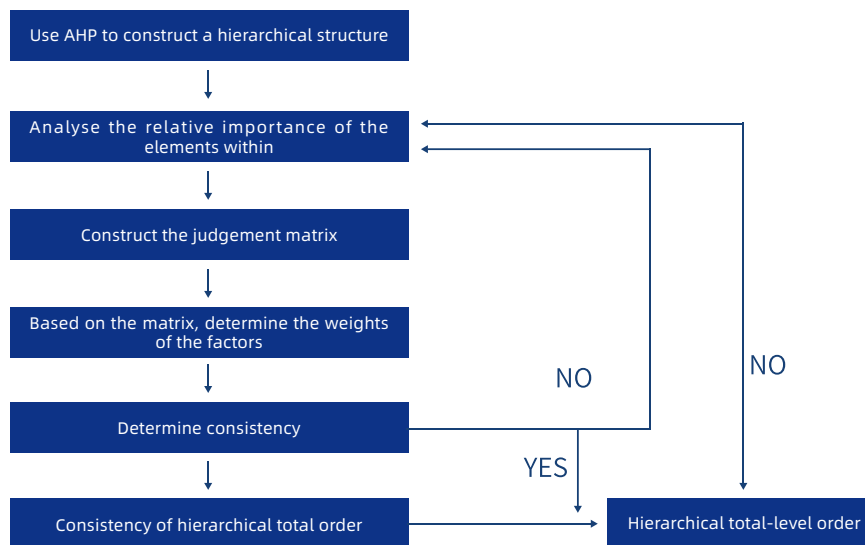 Use AHP to construct a hierarchical structure
Analyse the relative importance of the
elements within
Construct the judgement matrix
Based on the matrix, determine the weights
of the factors
NO
NO
Determine consistency
YES
Consistency of hierarchical total order
Hierarchical total-level order